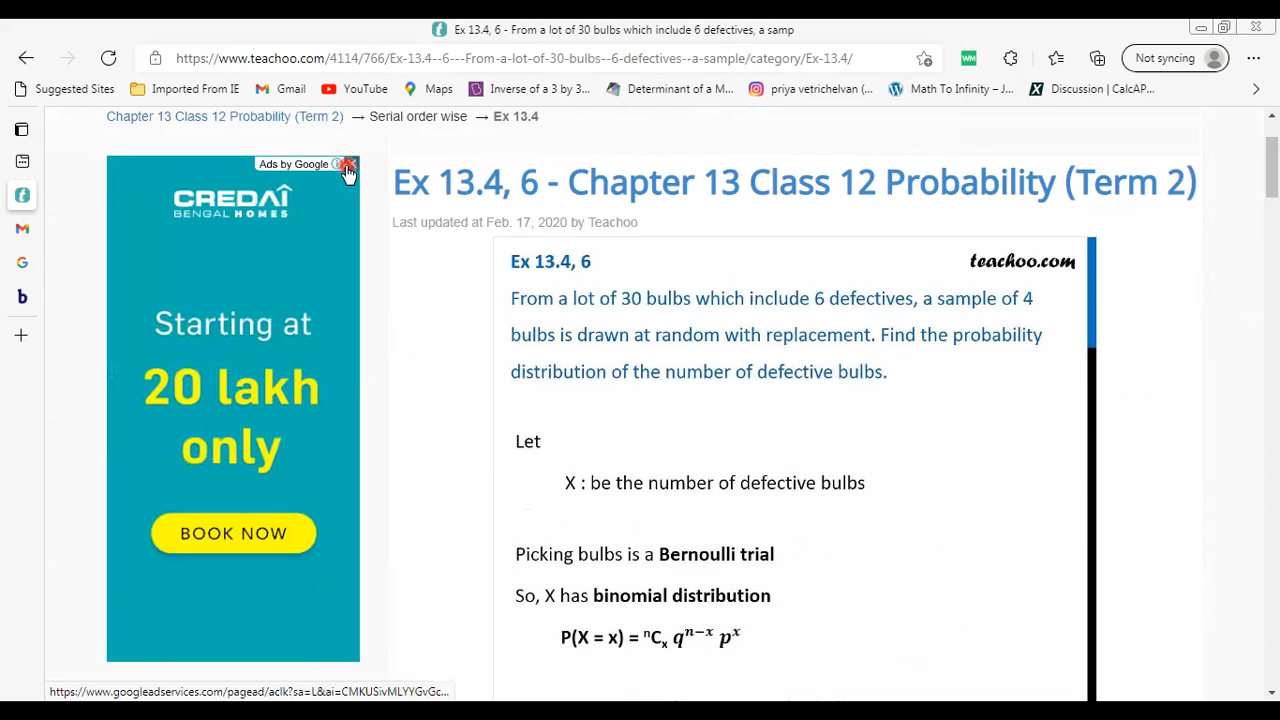 Ex 13.4, 6 - From a lot of 30 bulbs which include 6 defectives, a samp
https://www.teachoo.com/4114/766/Ex-13.4--6---From-a-lot-of-30-bulbs--6-defectives--a-sample/category/Ex-13.4/
WM
Not syncing
Suggested Sites
Imported From IE
Gmail
YouTube
Maps
Inverse of a 3 by 3...
Determinant of a M...
priya vetrichelvan (...
Math To Infinity – J...
Discussion | CalcAP...
Chapter 13 Class 12 Probability (Term 2) → Serial order wise → Ex 13.4
Ads by Google
CREDAI
BENGAL HOMES
Starting at
20 lakh
only
BOOK NOW
Ex 13.4, 6 - Chapter 13 Class 12 Probability (Term 2)
Last updated at Feb. 17, 2020 by Teachoo
Ex 13.4, 6
teachoo.com
From a lot of 30 bulbs which include 6 defectives, a sample of 4
bulbs is drawn at random with replacement. Find the probability
distribution of the number of defective bulbs.
Let
X : be the number of defective bulbs
Picking bulbs is a Bernoulli trial
So, X has binomial distribution
P(X = x) = ⁿCₓ qⁿ⁻ˣ pˣ
https://www.googleadservices.com/pagead/aclk?sa=L&ai=CMKUSivMLYYGvGc...